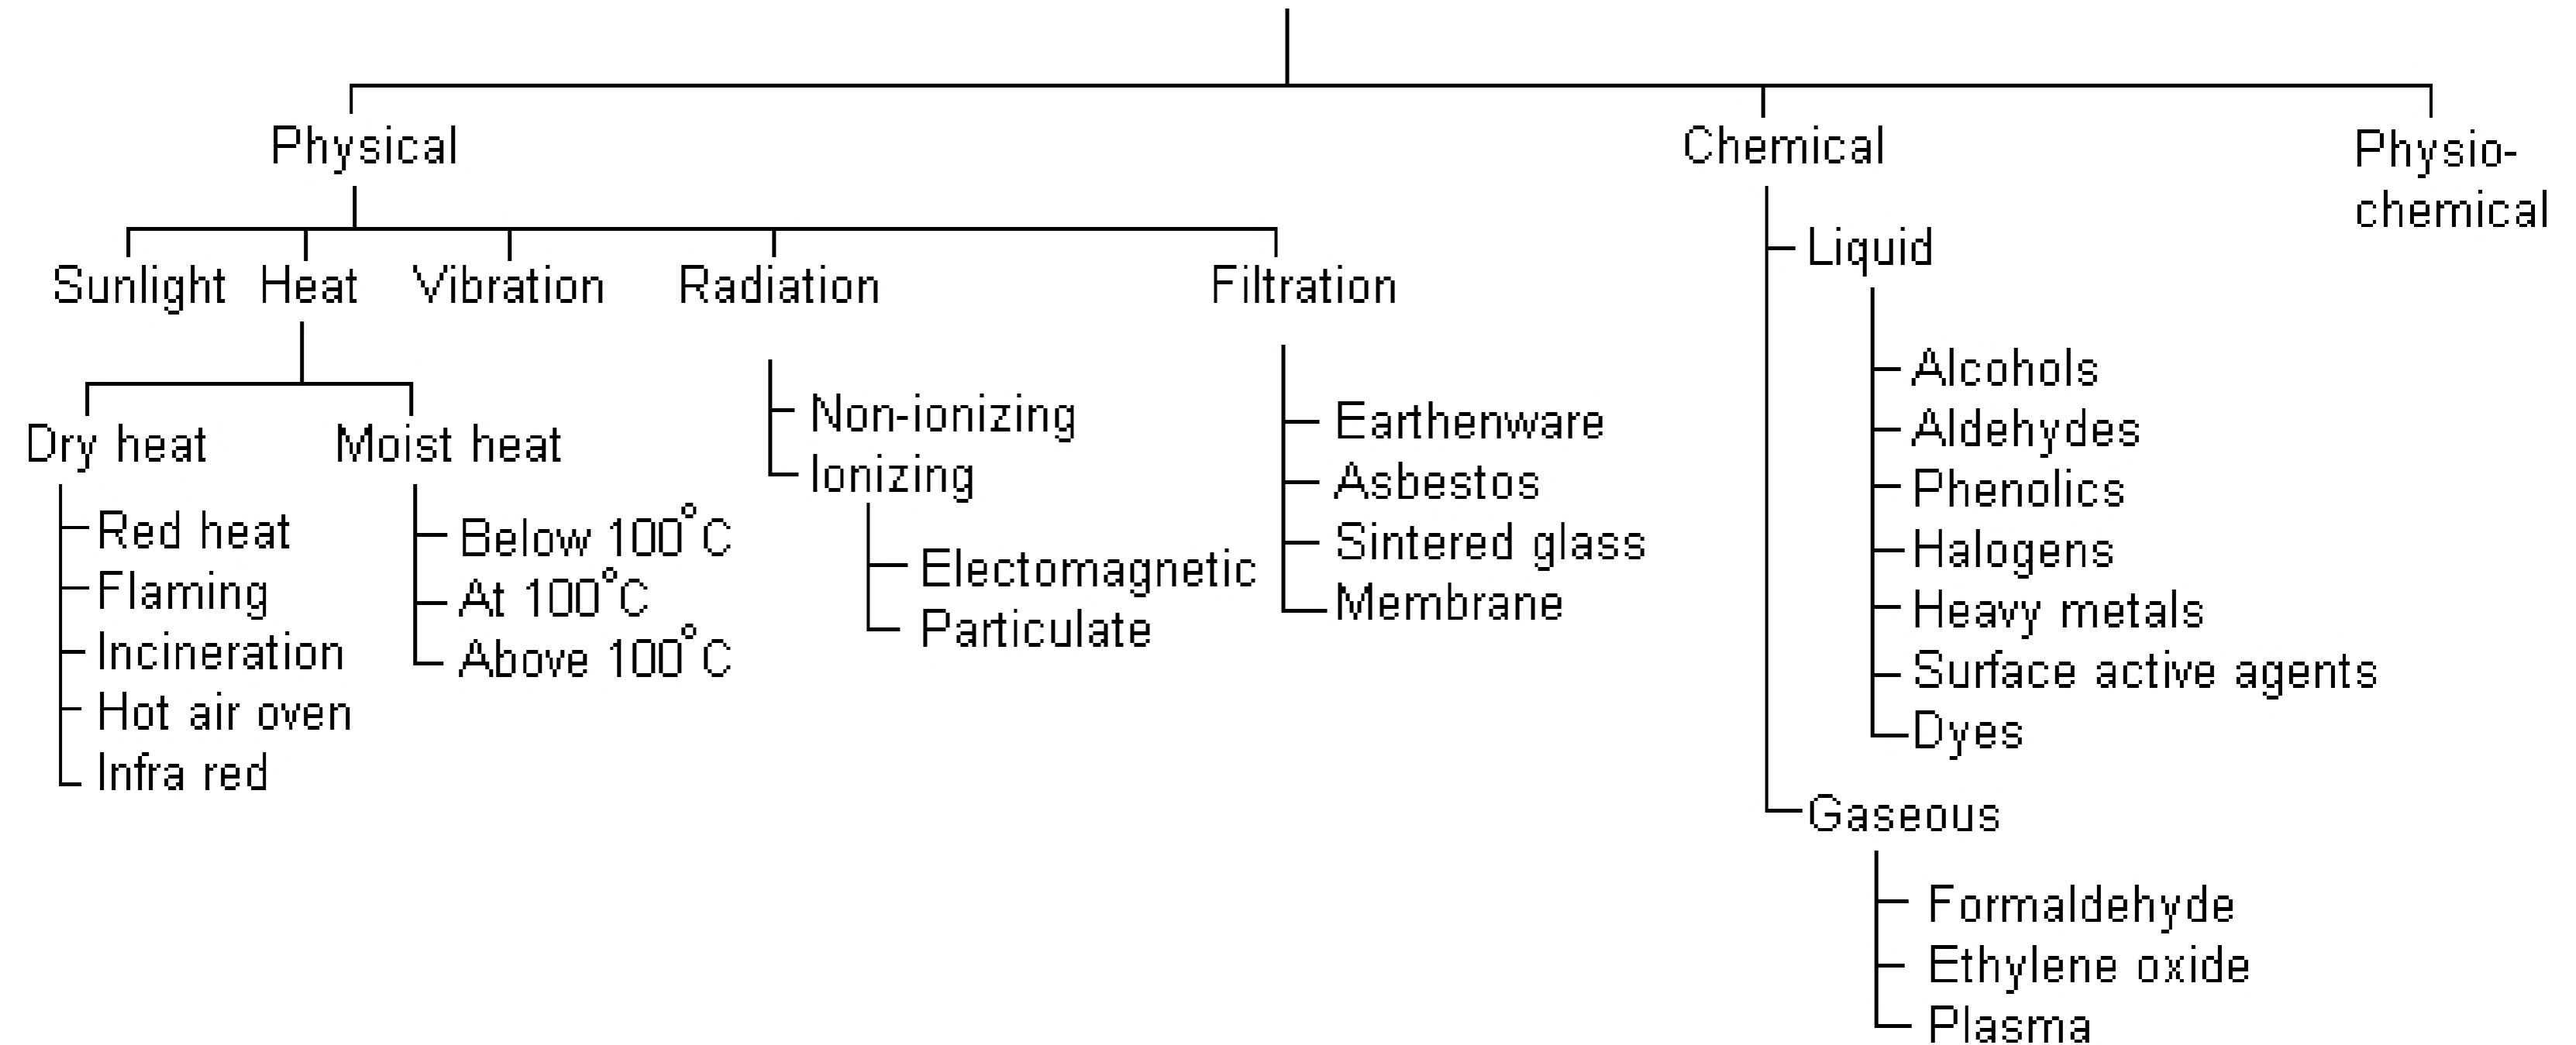 Physical
Chemical
Physio-
chemical
Sunlight
Heat
Vibration
Radiation
Filtration
Dry heat
Red heat
Flaming
Incineration
Hot air oven
Infra red
Moist heat
Below 100°C
At 100°C
Above 100°C
Non-ionizing
Ionizing
Electomagnetic
Particulate
Earthenware
Asbestos
Sintered glass
Membrane
Liquid
Alcohols
Aldehydes
Phenolics
Halogens
Heavy metals
Surface active agents
Dyes
Gaseous
Formaldehyde
Ethylene oxide
Plasma